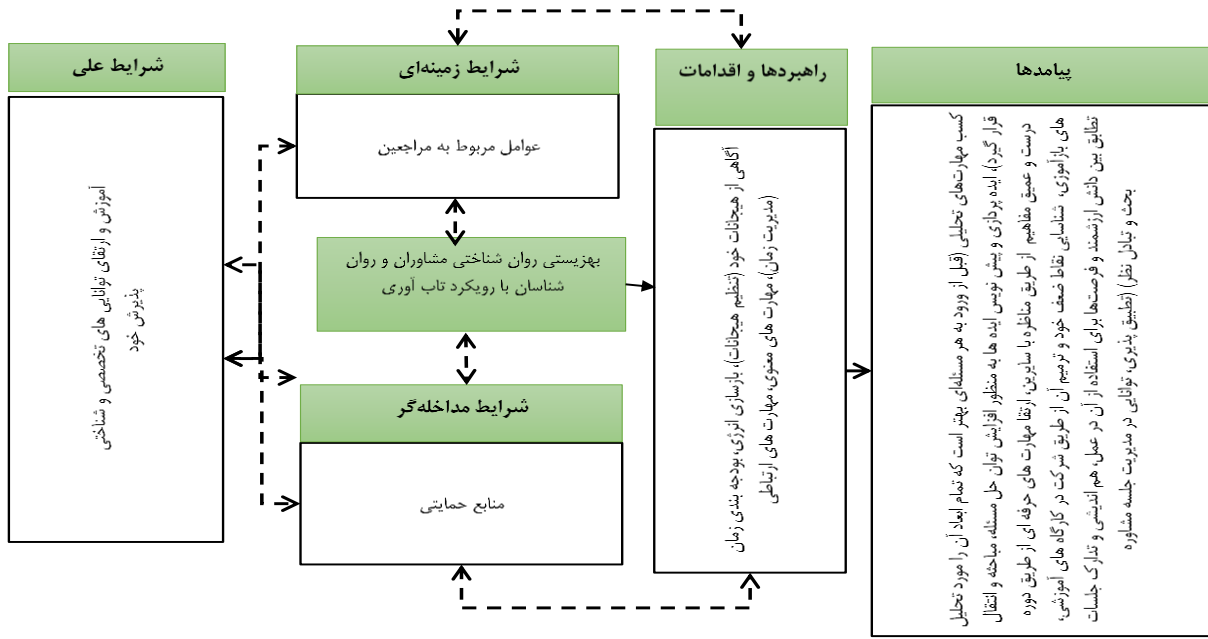 شرایط علی
آموزش و ارتقای توانایی های تخصصی و شناختی
پذیرش خود
شرایط زمینه‌ای
عوامل مربوط به مراجعین
بهزیستی روان شناختی مشاوران و روان
شناسان با رویکرد تاب آوری
شرایط مداخله‌گر
منابع حمایتی
راهبردها و اقدامات
آگاهی از هیجانات خود (تنظیم هیجانات)، بازسازی انرژی، بودجه بندی زمان
(مدیریت زمان)، مهارت های معنوی، مهارت های ارتباطی
پیامدها
کسب مهارت‌های تحلیلی (قبل از ورود به هر مسئله‌ای بهتر است که تمام ابعاد آن را مورد تحلیل
قرار گیرد)، ایده پردازی و پیش نویس ایده ها به منظور افزایش توان حل مسئله، مباحثه و انتقال
درست و عمیق مفاهیم از طریق مناظره با سایرین، ارتقا مهارت های حرفه ای از طریق دوره
های بازآموزی، شناسایی نقاط ضعف خود و ترمیم آن از طریق شرکت در کارگاه های آموزشی،
تطابق بین دانش ارزشمند و فرصت‌ها برای استفاده از آن در عمل، هم اندیشی و تدارک جلسات
بحث و تبادل نظر) (تطبیق پذیری، توانایی در مدیریت جلسه مشاوره